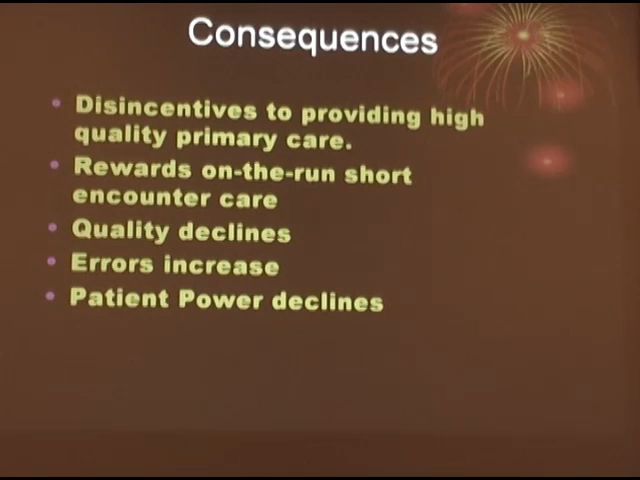 Consequences
• Disincentives to providing high
quality primary care.
• Rewards on-the-run short
encounter care
• Quality declines
• Errors increase
• Patient Power declines